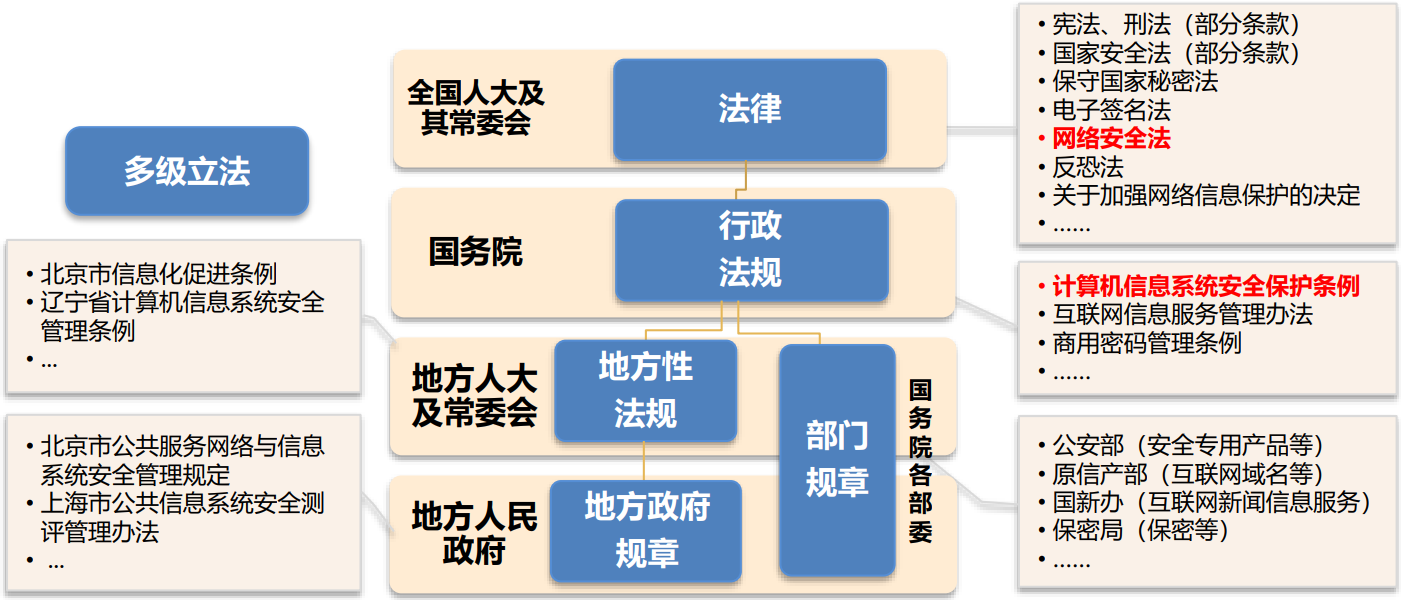 多级立法
全国人大及
其常委会
法律
• 宪法、刑法（部分条款）
• 国家安全法（部分条款）
• 保守国家秘密法
• 电子签名法
• 网络安全法
• 反恐法
• 关于加强网络信息保护的决定
• ......
国务院
行政
法规
• 计算机信息系统安全保护条例
• 互联网信息服务管理办法
• 商用密码管理条例
• ......
• 北京市信息化促进条例
• 辽宁省计算机信息系统安全
管理条例
• ...
地方人大
及常委会
地方性
法规
• 北京市公共服务网络与信息
系统安全管理规定
• 上海市公共信息系统安全测
评管理办法
• ...
地方人民
政府
地方政府
规章
部门
规章
国
务
院
各
部
委
• 公安部（安全专用产品等）
• 原信产部（互联网域名等）
• 国新办（互联网新闻信息服务）
• 保密局（保密等）
• ......